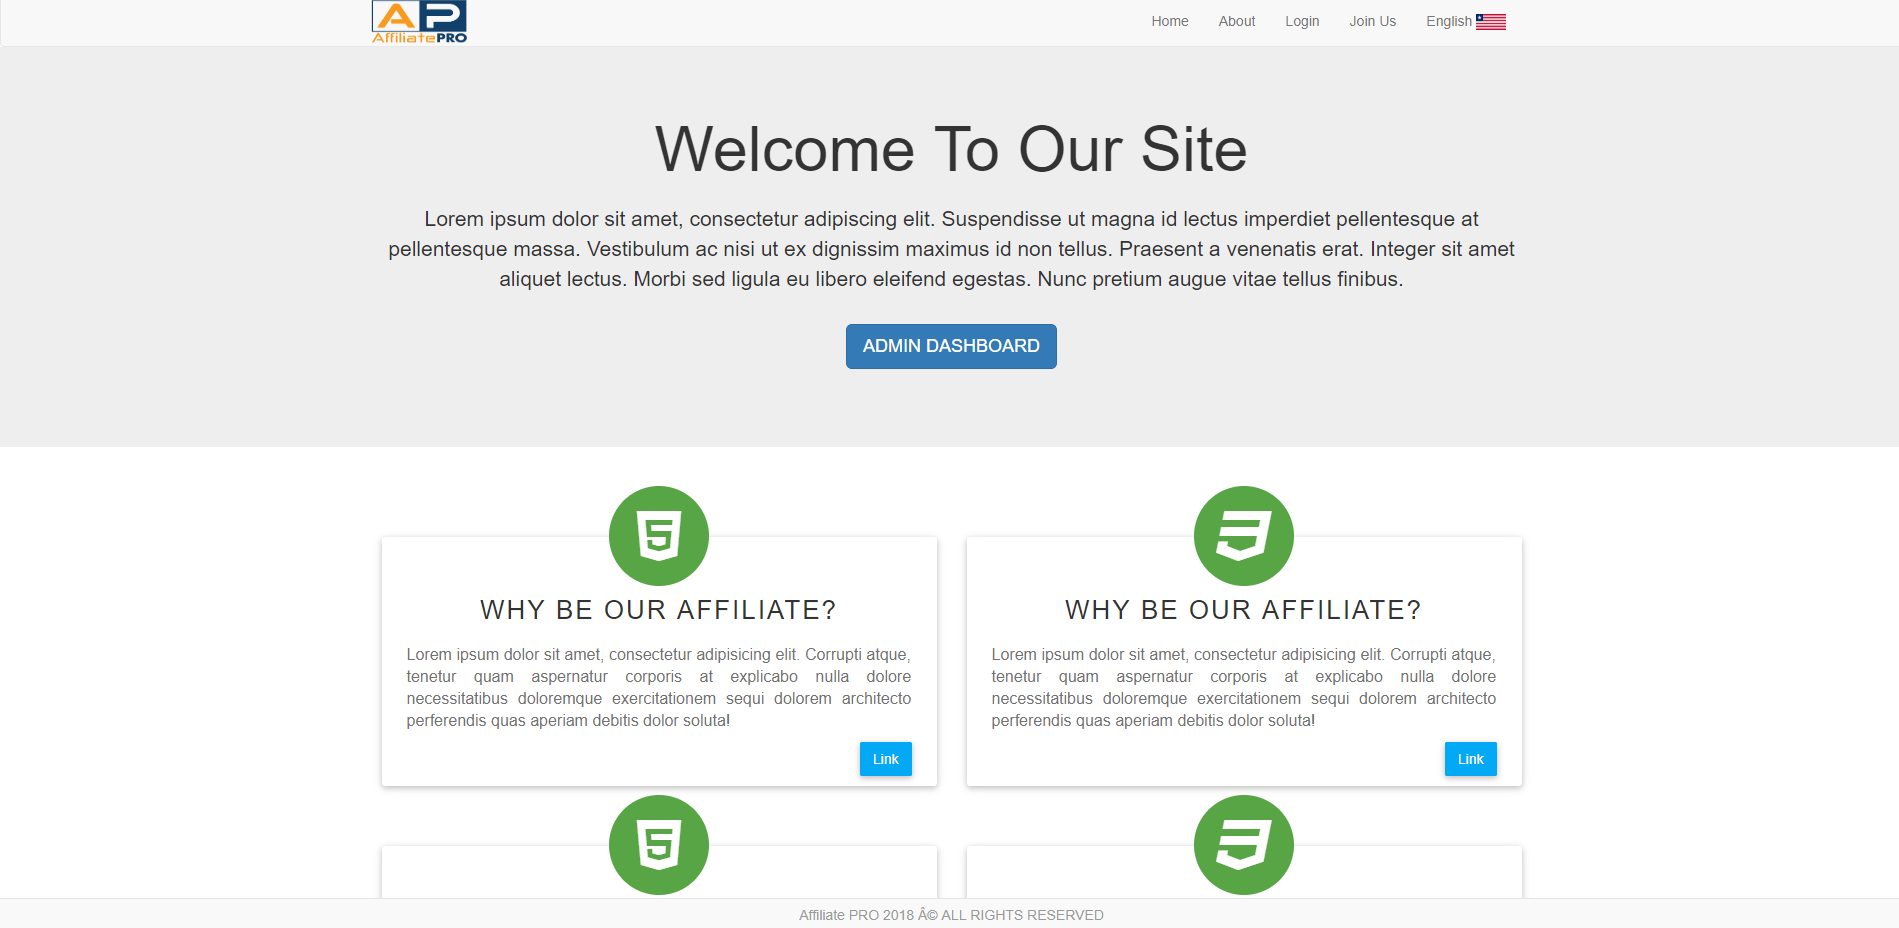 AP
AffiliatePRO
Home About Login Join Us English
Welcome To Our Site
Lorem ipsum dolor sit amet, consectetur adipiscing elit. Suspendisse ut magna id lectus imperdiet pellentesque at
pellentesque massa. Vestibulum ac nisi ut ex dignissim maximus id non tellus. Praesent a venenatis erat. Integer sit amet
aliquet lectus. Morbi sed ligula eu libero eleifend egestas. Nunc pretium augue vitae tellus finibus.
ADMIN DASHBOARD
WHY BE OUR AFFILIATE?
Lorem ipsum dolor sit amet, consectetur adipisicing elit. Corrupti atque,
tenetur quam aspernatur corporis at explicabo nulla dolore
necessitatibus doloremque exercitationem sequi dolorem architecto
perferendis quas aperiam debitis dolor soluta!
Link
WHY BE OUR AFFILIATE?
Lorem ipsum dolor sit amet, consectetur adipisicing elit. Corrupti atque,
tenetur quam aspernatur corporis at explicabo nulla dolore
necessitatibus doloremque exercitationem sequi dolorem architecto
perferendis quas aperiam debitis dolor soluta!
Link
Affiliate PRO 2018 Â© ALL RIGHTS RESERVED